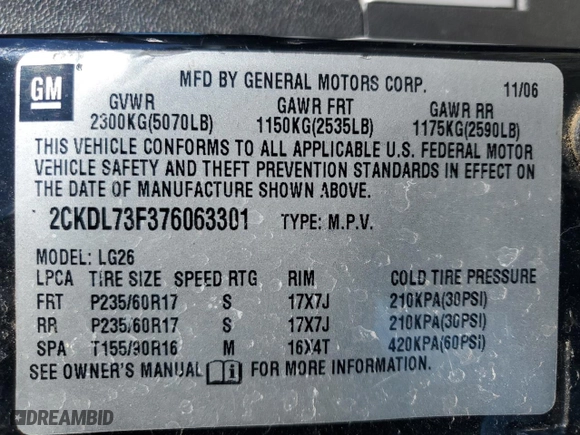 GM
MFD BY GENERAL MOTORS CORP. 11/06
GVWR GAWR FRT GAWR RR
2300KG(5070LB) 1150KG(2535LB) 1175KG(2590LB)
THIS VEHICLE CONFORMS TO ALL APPLICABLE U.S. FEDERAL MOTOR
VEHICLE SAFETY AND THEFT PREVENTION STANDARDS IN EFFECT ON
THE DATE OF MANUFACTURE SHOWN ABOVE.
2CKDL73F376063301 TYPE: M.P.V.
MODEL: LG26
LPCA TIRE SIZE SPEED RTG RIM COLD TIRE PRESSURE
FRT P235/60R17 S 17X7J 210KPA(30PSI)
RR P235/60R17 S 17X7J 210KPA(30PSI)
SPA T155/90R16 M 16X4T 420KPA(60PSI)
SEE OWNER'S MANUAL FOR MORE INFORMATION.
DREAMBID